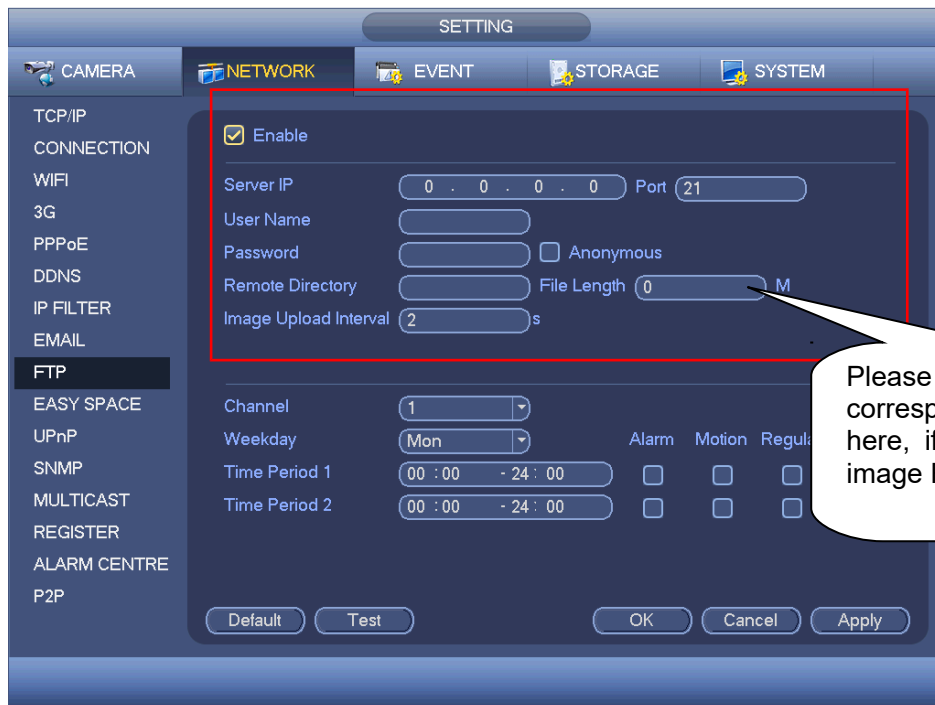 SETTING
CAMERA NETWORK EVENT STORAGE SYSTEM
TCP/IP
CONNECTION
WIFI
3G
PPPoE
DDNS
IP FILTER
EMAIL
FTP
EASY SPACE
UPnP
SNMP
MULTICAST
REGISTER
ALARM CENTRE
P2P
Enable
Server IP 0 . 0 . 0 . 0 Port 21
User Name
Password Anonymous
Remote Directory File Length 0 M
Image Upload Interval 2 s
Channel 1
Weekday Mon Alarm Motion
Time Period 1 00 : 00 - 24 : 00
Time Period 2 00 : 00 - 24 : 00
Default Test OK Cancel Apply
Please
here,
image